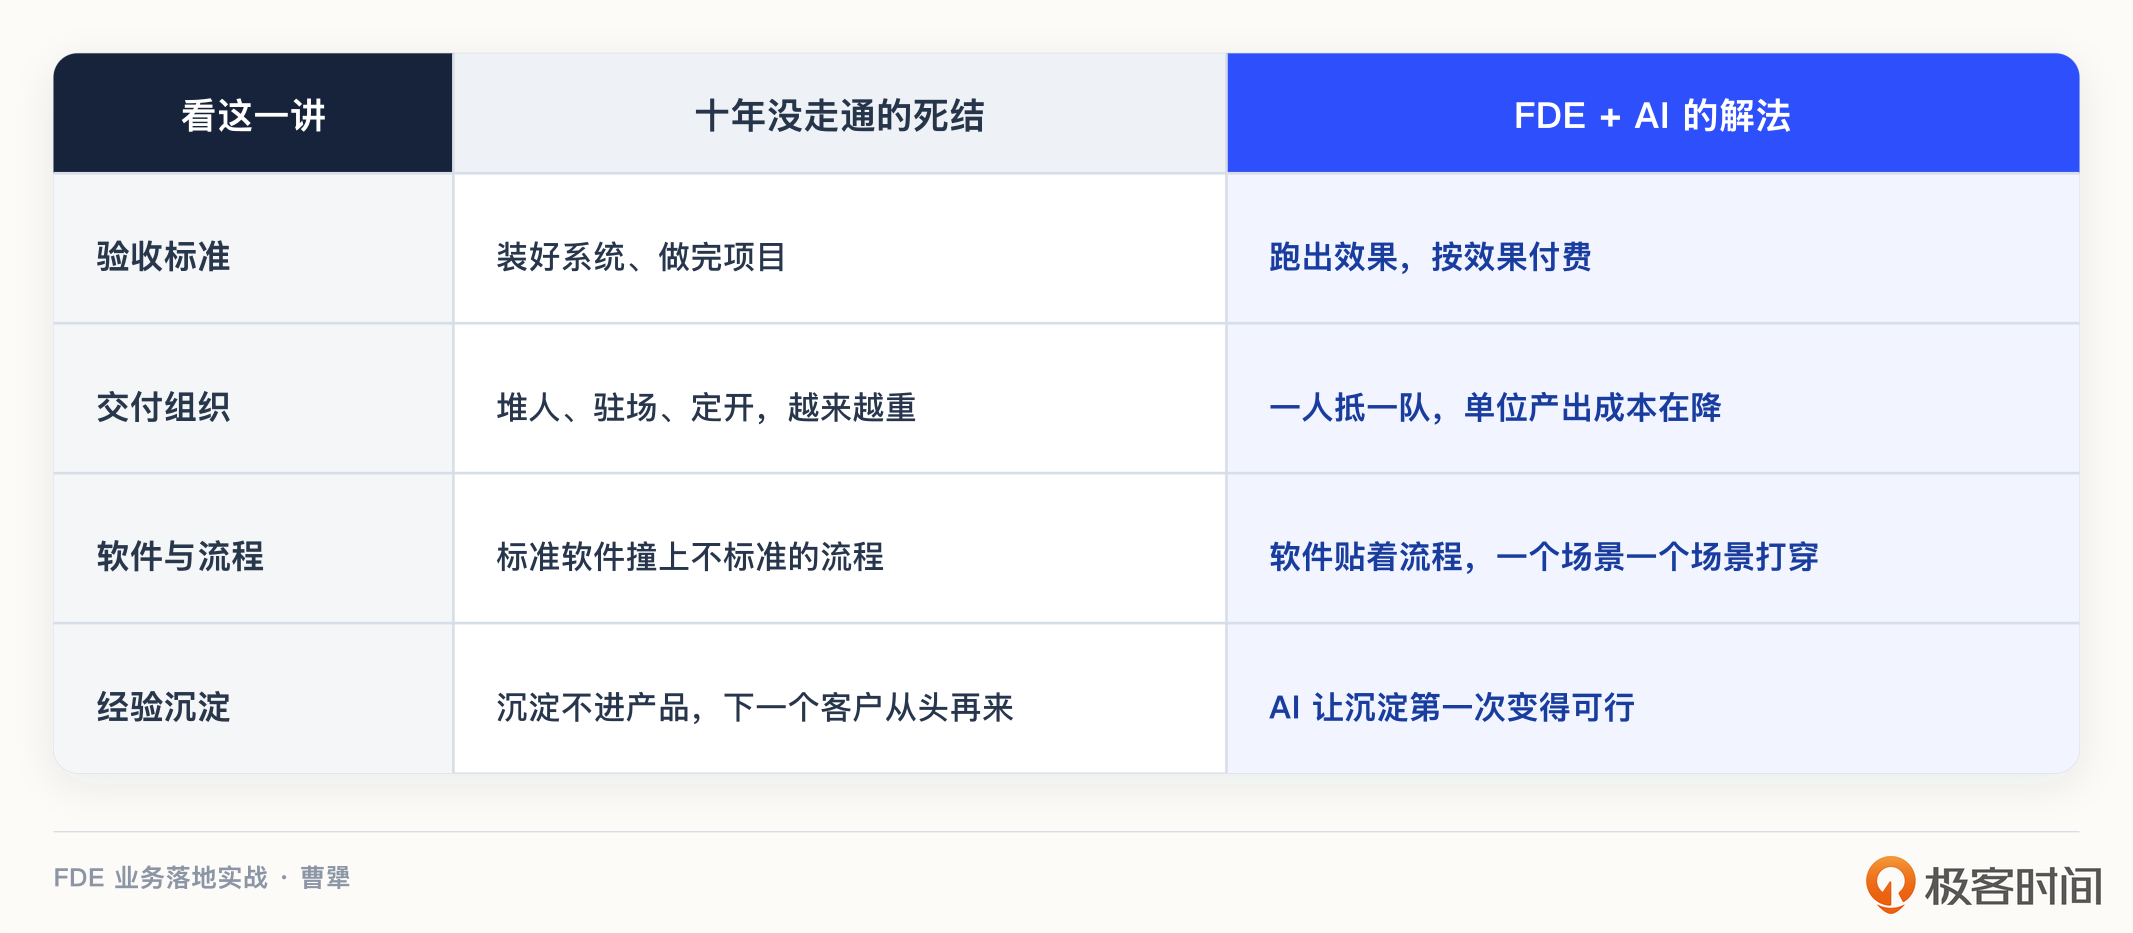 看这一讲
十年没走通的死结
FDE + AI 的解法
验收标准
装好系统、做完项目
跑出效果，按效果付费
交付组织
堆人、驻场、定开，越来越重
一人抵一队，单位产出成本在降
软件与流程
标准软件撞上不标准的流程
软件贴着流程，一个场景一个场景打穿
经验沉淀
沉淀不进产品，下一个客户从头再来
AI 让沉淀第一次变得可行
FDE 业务落地实战 · 曹犟
极客时间